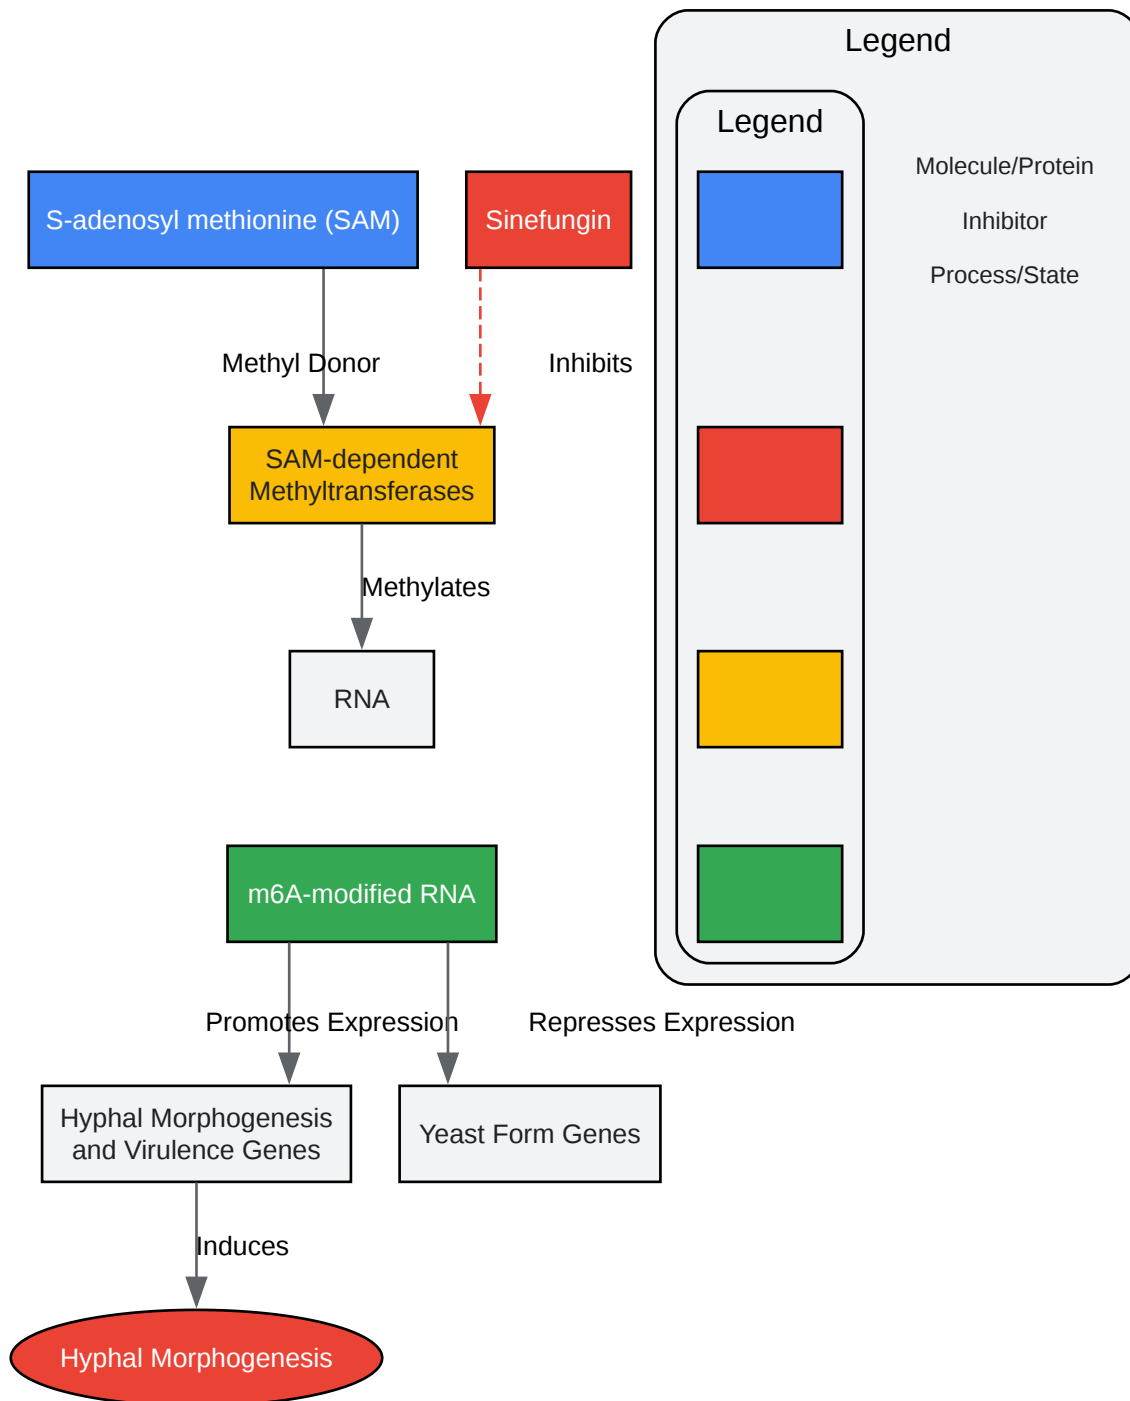 Legend
Legend
Molecule/Protein
Inhibitor
Process/State
S-adenosyl methionine (SAM)
Sinefungin
Methyl Donor
Inhibits
SAM-dependent
Methyltransferases
Methylates
RNA
m6A-modified RNA
Promotes Expression
Represses Expression
Hyphal Morphogenesis
and Virulence Genes
Yeast Form Genes
Induces
Hyphal Morphogenesis